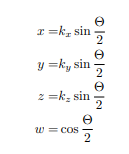 x =k_x sin Θ/2
y =k_y sin Θ/2
z =k_z sin Θ/2
w = cos Θ/2